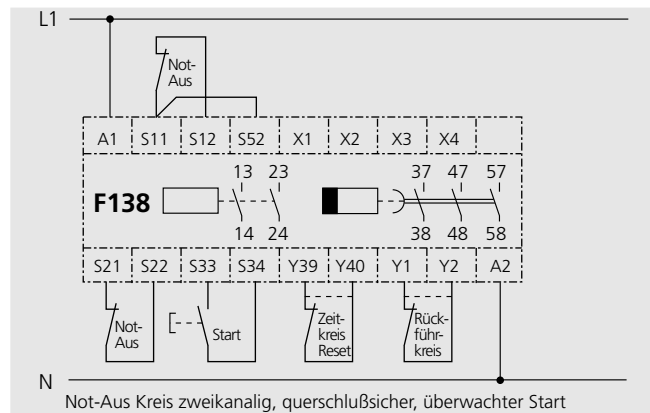 L1
Not-
Aus
A1 S11 S12 S52 X1 X2 X3 X4
13 23 37 47 57
F138
14 24 38 48 58
S21 S22 S33 S34 Y39 Y40 Y1 Y2 A2
Not-
Aus
Start
Zeit-
kreis
Reset
Rück-
führ-
kreis
N
Not-Aus Kreis zweikanalig, querschlußsicher, überwachter Start